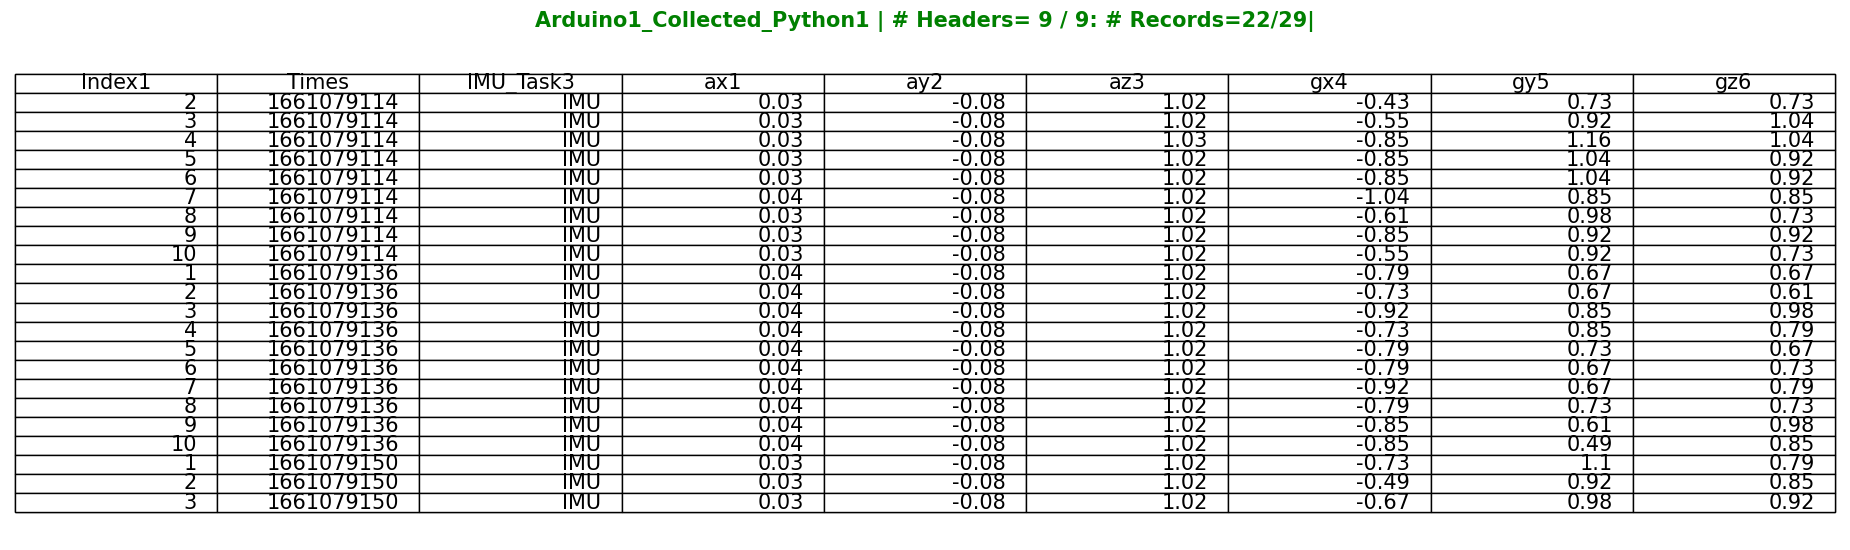 Arduino1_Collected_Python1 | # Headers= 9 / 9: # Records=22/29|
Index1 Times IMU_Task3 ax1 ay2 az3 gx4 gy5 gz6
2 1661079114 IMU 0.03 -0.08 1.02 -0.43 0.73 0.73
3 1661079114 IMU 0.03 -0.08 1.02 -0.55 0.92 1.04
4 1661079114 IMU 0.03 -0.08 1.03 -0.85 1.16 1.04
5 1661079114 IMU 0.03 -0.08 1.02 -0.85 1.04 0.92
6 1661079114 IMU 0.03 -0.08 1.02 -0.85 1.04 0.92
7 1661079114 IMU 0.04 -0.08 1.02 -1.04 0.85 0.85
8 1661079114 IMU 0.03 -0.08 1.02 -0.61 0.98 0.73
9 1661079114 IMU 0.03 -0.08 1.02 -0.85 0.92 0.92
10 1661079114 IMU 0.03 -0.08 1.02 -0.55 0.92 0.73
1 1661079136 IMU 0.04 -0.08 1.02 -0.79 0.67 0.67
2 1661079136 IMU 0.04 -0.08 1.02 -0.73 0.67 0.61
3 1661079136 IMU 0.04 -0.08 1.02 -0.92 0.85 0.98
4 1661079136 IMU 0.04 -0.08 1.02 -0.73 0.85 0.79
5 1661079136 IMU 0.04 -0.08 1.02 -0.79 0.73 0.67
6 1661079136 IMU 0.04 -0.08 1.02 -0.79 0.67 0.73
7 1661079136 IMU 0.04 -0.08 1.02 -0.92 0.67 0.79
8 1661079136 IMU 0.04 -0.08 1.02 -0.79 0.73 0.73
9 1661079136 IMU 0.04 -0.08 1.02 -0.85 0.61 0.98
10 1661079136 IMU 0.04 -0.08 1.02 -0.85 0.49 0.85
1 1661079150 IMU 0.03 -0.08 1.02 -0.73 1.1 0.79
2 1661079150 IMU 0.03 -0.08 1.02 -0.49 0.92 0.85
3 1661079150 IMU 0.03 -0.08 1.02 -0.67 0.98 0.92